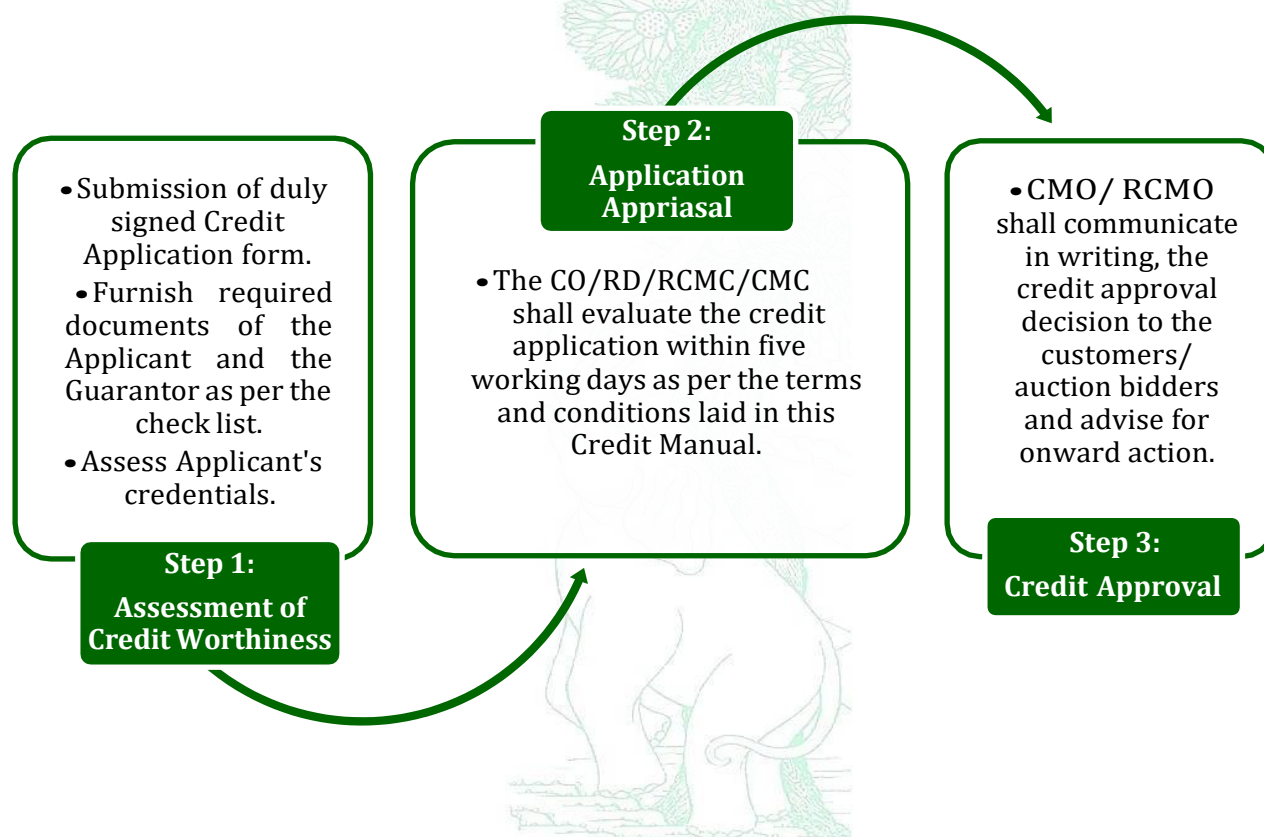 •Submission of duly
signed Credit
Application form.
•Furnish required
documents of the
Applicant and the
Guarantor as per the
check list.
•Assess Applicant's
credentials.
Step 1:
Assessment of
Credit Worthiness
Step 2:
Application
Appriasal
•The CO/RD/RCMC/CMC
shall evaluate the credit
application within five
working days as per the terms
and conditions laid in this
Credit Manual.
•CMO/ RCMO
shall communicate
in writing, the
credit approval
decision to the
customers/
auction bidders
and advise for
onward action.
Step 3:
Credit Approval